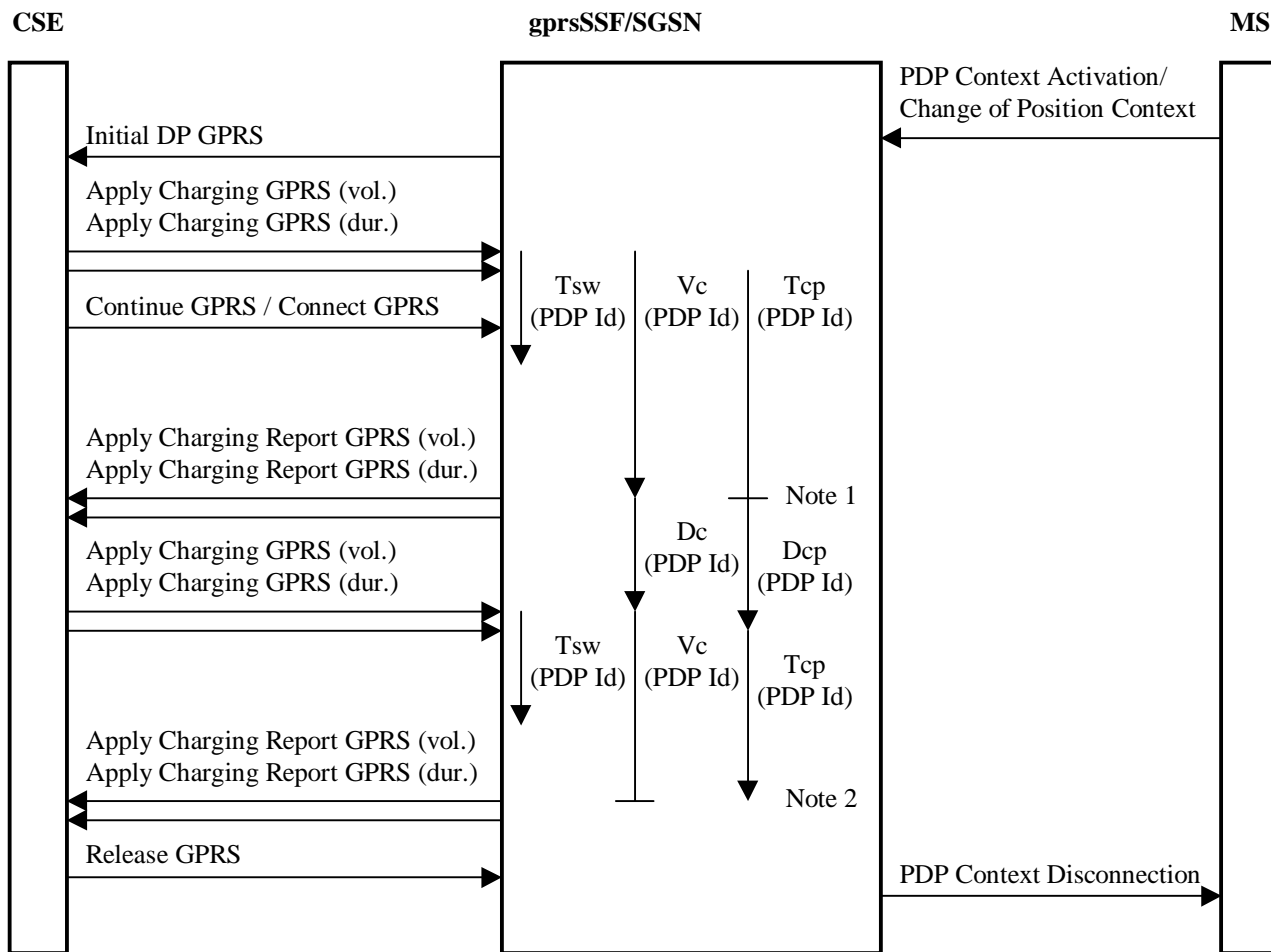 CSE
gprsSSF/SGSN
MS
PDP Context Activation/
Change of Position Context
Initial DP GPRS
Apply Charging GPRS (vol.)
Apply Charging GPRS (dur.)
Tsw
(PDP Id)
Vc
(PDP Id)
Tcp
(PDP Id)
Continue GPRS / Connect GPRS
Apply Charging Report GPRS (vol.)
Apply Charging Report GPRS (dur.)
Note 1
Dc
(PDP Id)
Dcp
(PDP Id)
Apply Charging GPRS (vol.)
Apply Charging GPRS (dur.)
Tsw
(PDP Id)
Vc
(PDP Id)
Tcp
(PDP Id)
Apply Charging Report GPRS (vol.)
Apply Charging Report GPRS (dur.)
Note 2
Release GPRS
PDP Context Disconnection